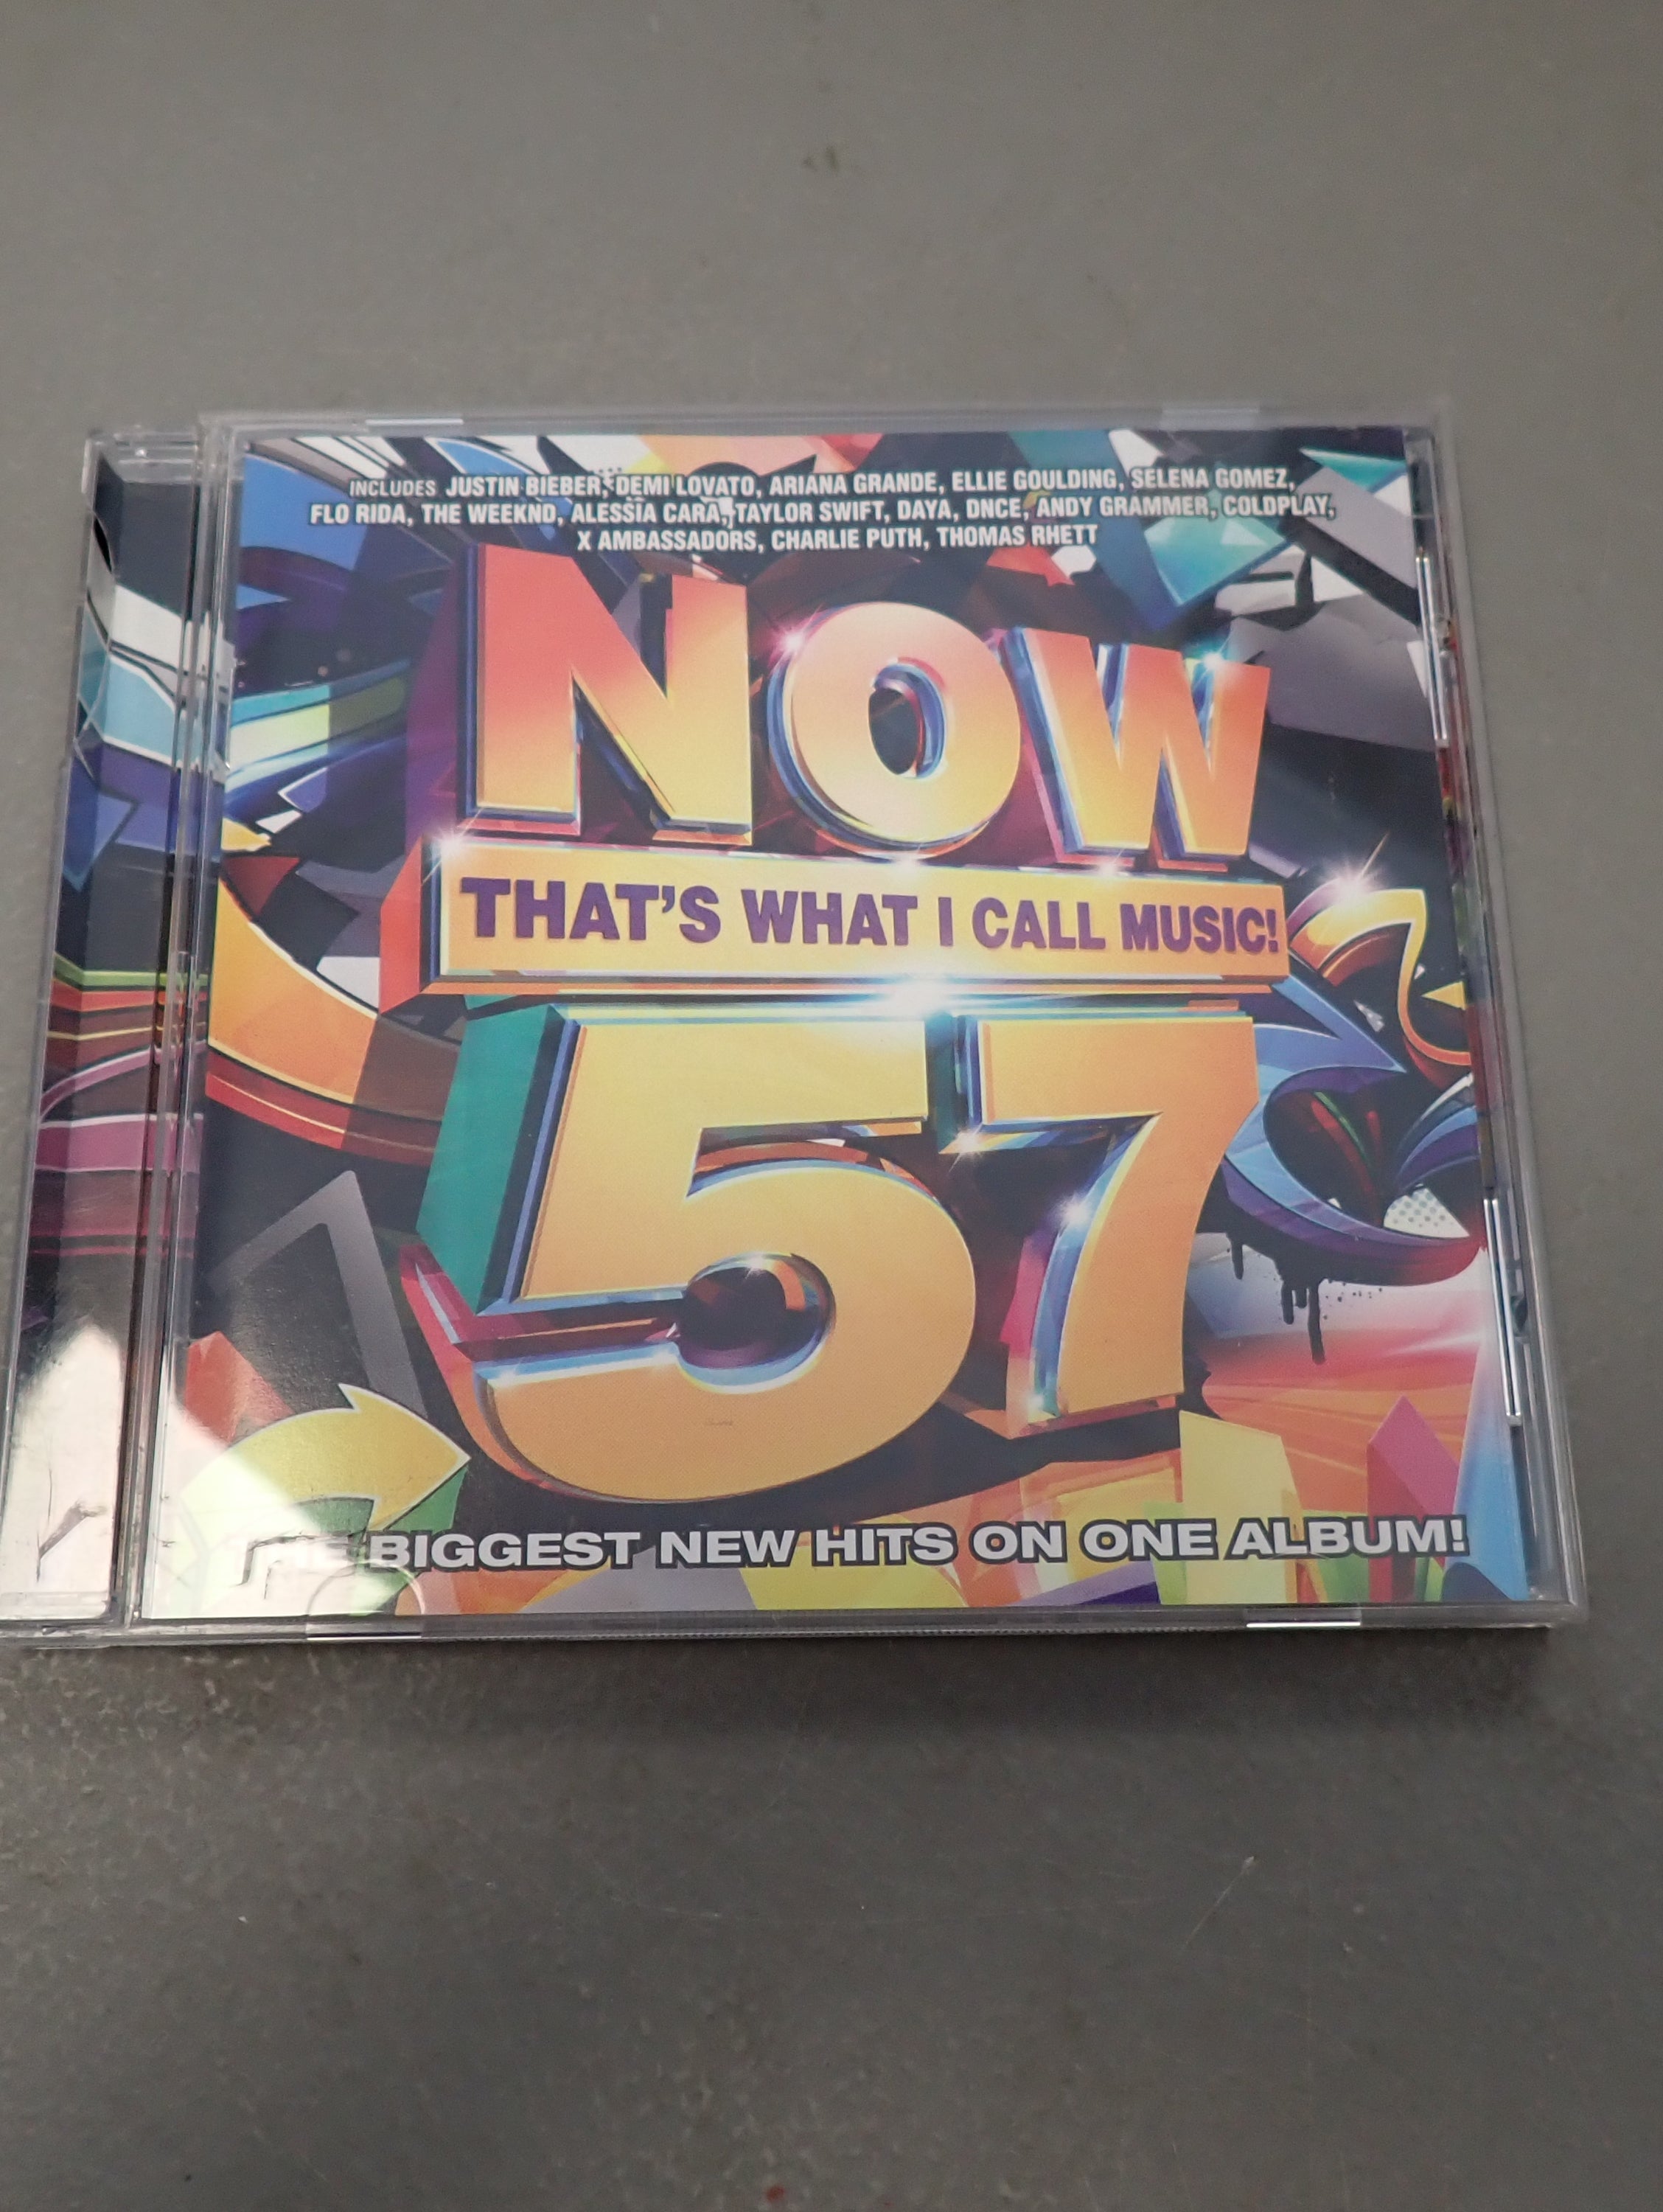 INCLUDES JUSTIN BIEBER, DEMI LOVATO, ARIANA GRANDE, ELLIE GOULDING, SELENA GOMEZ,
FLO RIDA, THE WEEKND, ALESSIA CARA, TAYLOR SWIFT, DAYA, DNCE, ANDY GRAMMER, COLDPLAY,
X AMBASSADORS, CHARLIE PUTH, THOMAS RHETT
NOW
THAT'S WHAT I CALL MUSIC!
57
THE BIGGEST NEW HITS ON ONE ALBUM!